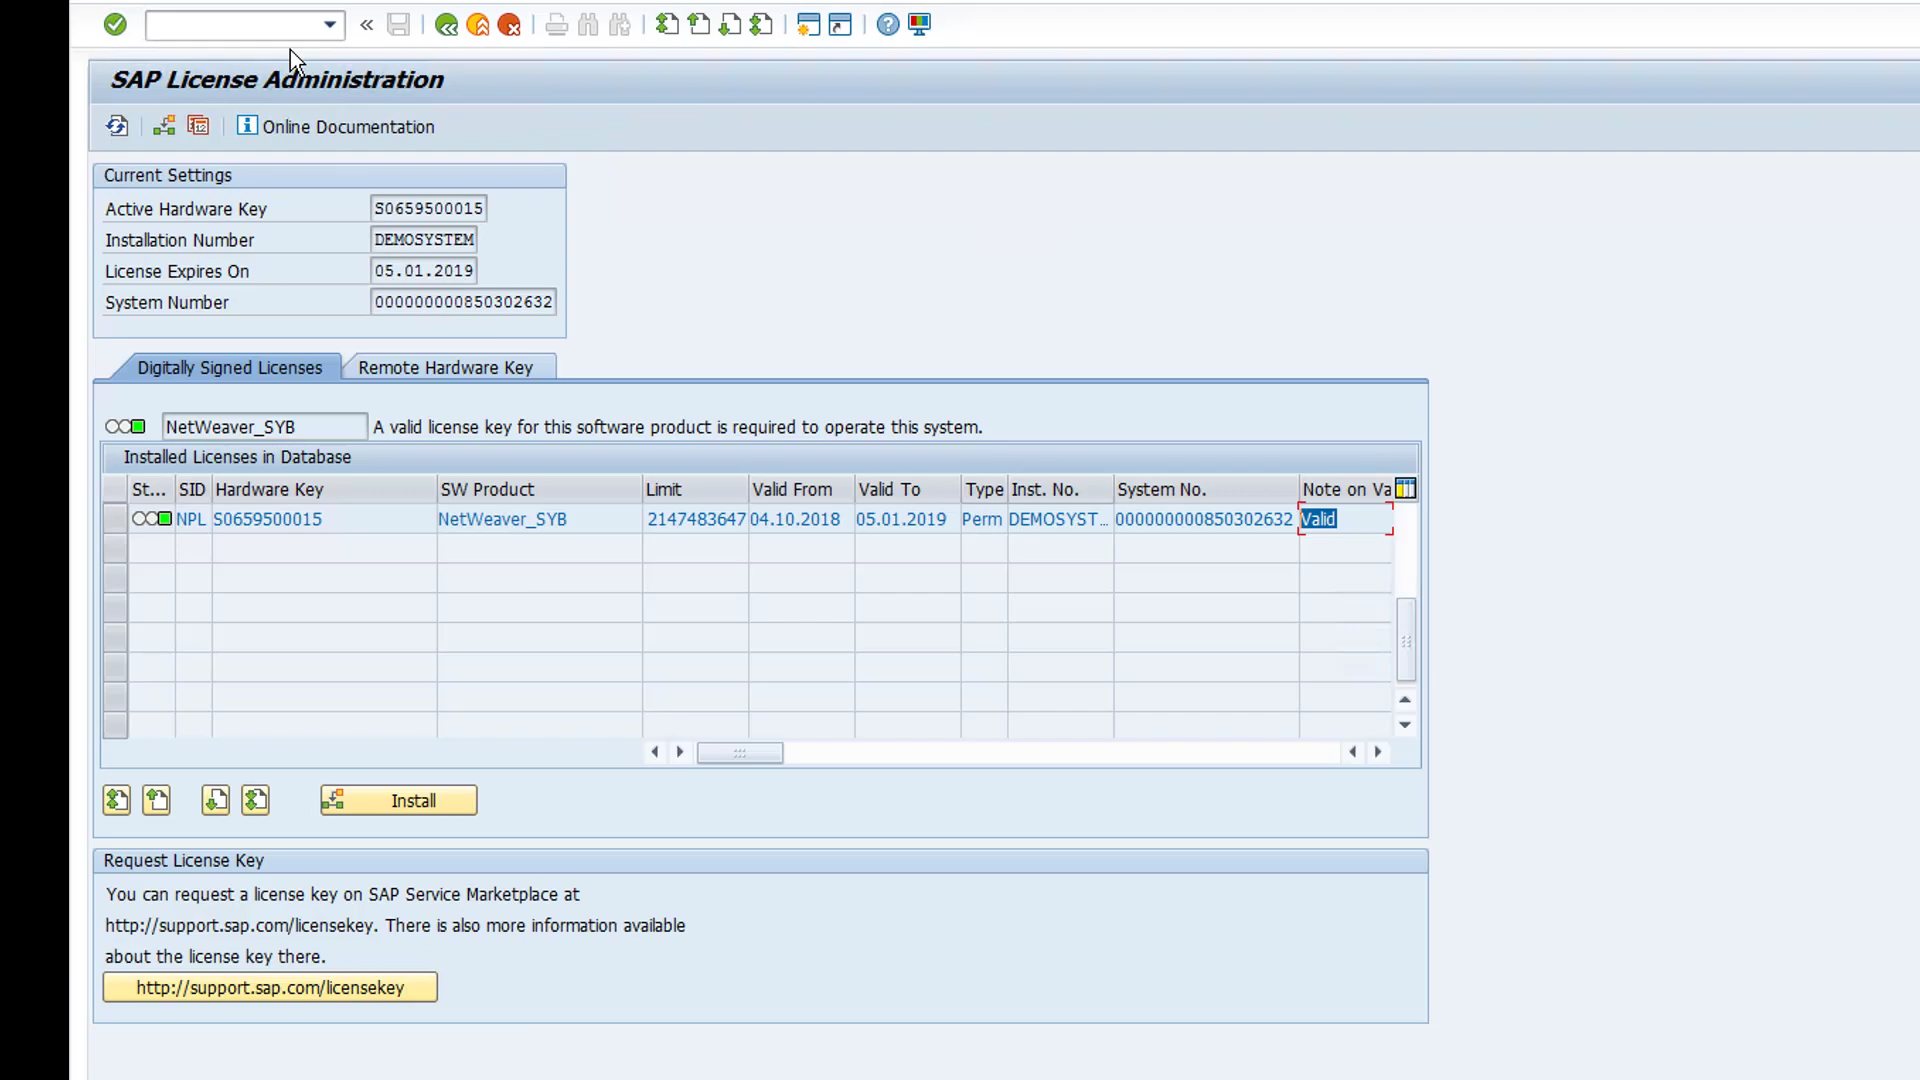 SAP License Administration
Online Documentation
Current Settings
Active Hardware Key S0659500015
Installation Number DEMOSYSTEM
License Expires On 05.01.2019
System Number 000000000850302632
Digitally Signed Licenses Remote Hardware Key
NetWeaver_SYB A valid license key for this software product is required to operate this system.
Installed Licenses in Database
St... SID Hardware Key SW Product Limit Valid From Valid To Type Inst. No. System No. Note on Va
NPL S0659500015 NetWeaver_SYB 2147483647 04.10.2018 05.01.2019 Perm DEMOSYST... 000000000850302632 Valid
Install
Request License Key
You can request a license key on SAP Service Marketplace at
http://support.sap.com/licensekey. There is also more information available
about the license key there.
http://support.sap.com/licensekey